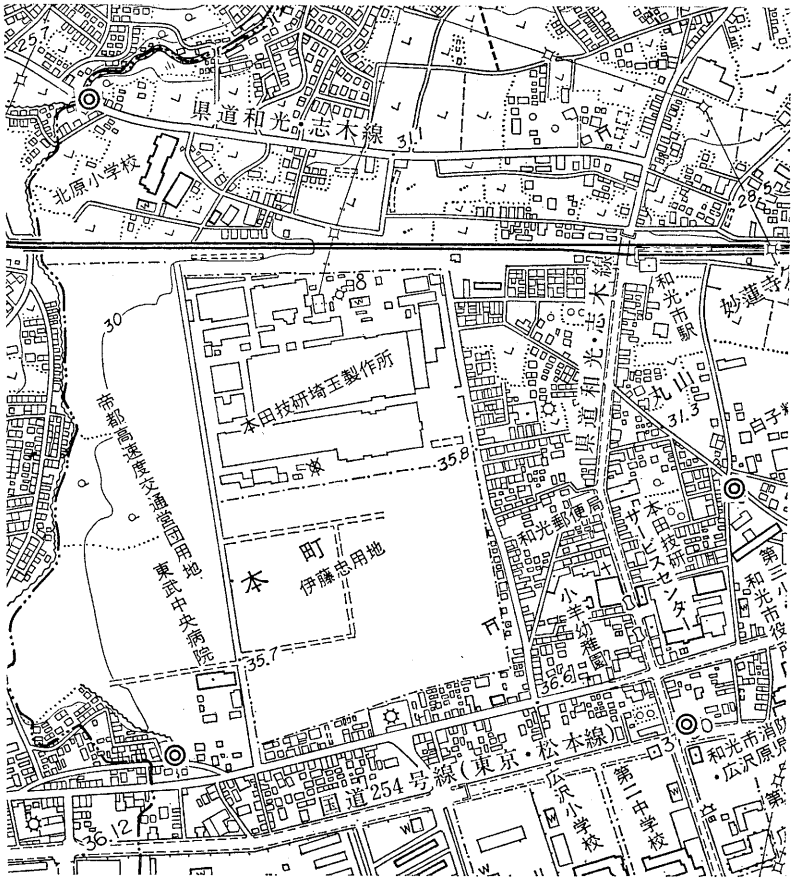 25.7
県道和光・志木線
31.1
北原小学校
28.5
30
8
W
県道和光・志木線
和光市駅
妙蓮寺
本田技研埼玉製作所
丸山
31.3
白子
帝都高速度交通営団用地
35.8
和光郵便局
本田技研
サービスセンター
本町
伊藤忠用地
東武中央病院
小羊幼稚園
第三小
和光市役
W
35.7
36.6
国道254号線(東京・松本線)
和光市消防
広沢原児
36.12
W
広沢小学校
W
第二中学校
W
第
W